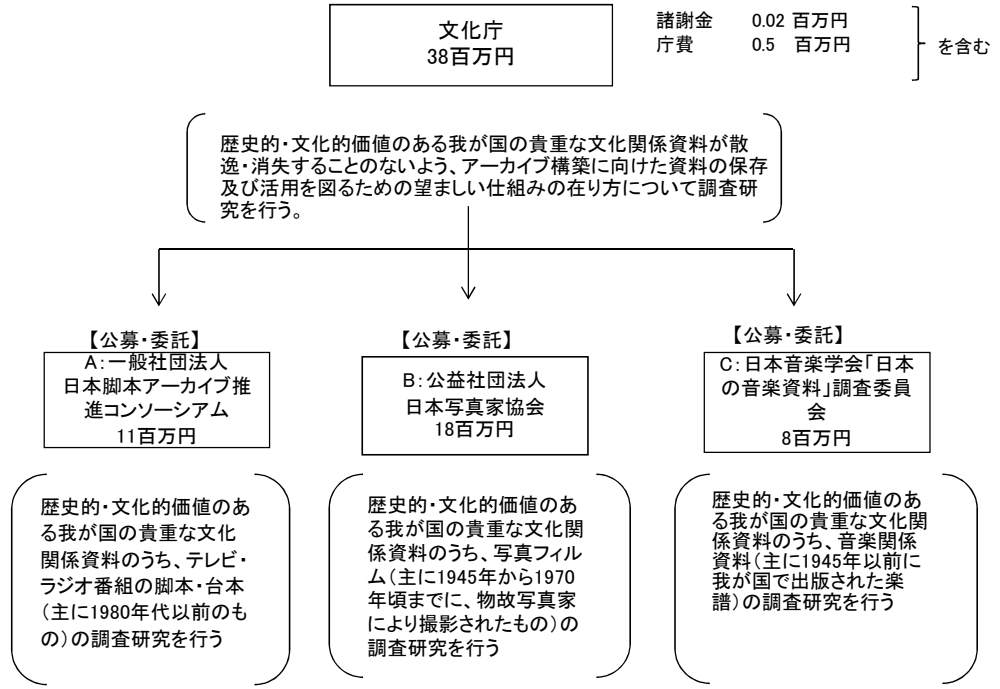 文化庁
38百万円
諸謝金 0.02 百万円
庁費 0.5 百万円
を含む
歴史的・文化的価値のある我が国の貴重な文化関係資料が散
逸・消失することのないよう、アーカイブ構築に向けた資料の保存
及び活用を図るための望ましい仕組みの在り方について調査研
究を行う。
【公募・委託】
A:一般社団法人
日本脚本アーカイブ推
進コンソーシアム
11百万円
歴史的・文化的価値のあ
る我が国の貴重な文化
関係資料のうち、テレビ・
ラジオ番組の脚本・台本
(主に1980年代以前のも
の)の調査研究を行う
【公募・委託】
B:公益社団法人
日本写真家協会
18百万円
歴史的・文化的価値のあ
る我が国の貴重な文化関
係資料のうち、写真フィル
ム(主に1945年から1970
年頃までに、物故写真家
により撮影されたもの)の
調査研究を行う
【公募・委託】
C:日本音楽学会「日本
の音楽資料」調査委員
会
8百万円
歴史的・文化的価値のあ
る我が国の貴重な文化関
係資料のうち、音楽関係
資料(主に1945年以前に
我が国で出版された楽
譜)の調査研究を行う